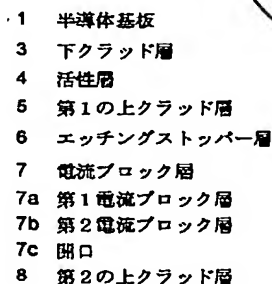 1 半導体基板
3 下クラッド層
4 活性層
5 第1の上クラッド層
6 エッチングストッパー層
7 電流ブロック層
7a 第1電流ブロック層
7b 第2電流ブロック層
7c 開口
8 第2の上クラッド層